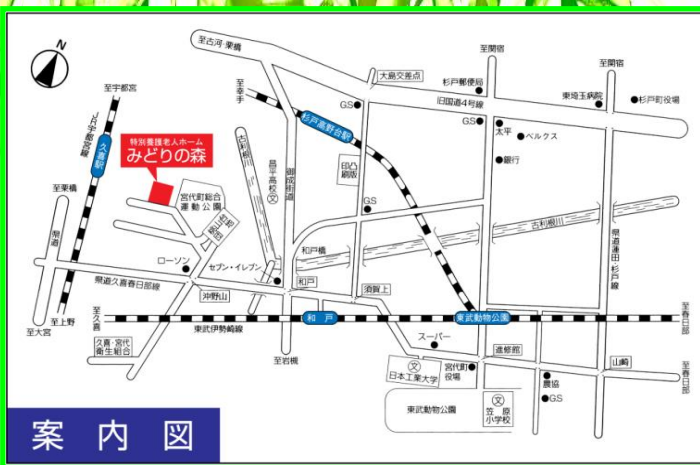 N
至古河・栗橋
大島交差点
至関宿
至関宿
至宇都宮
至幸手
杉戸郵便局
東埼玉病院
杉戸町役場
G.S
旧国道4号線
JR宇都宮線
久喜駅
特別養護老人ホーム
みどりの森
杉戸高野台駅
G.S
太平
ベルクス
古利根川
昌平高校
文
御成街道
凸版
印刷
銀行
至栗橋
宮代町総合
運動公園
G.S
県道
和戸橋
古利根川
県道蓮田・杉戸線
ローソン
セブン・イレブン
和戸
須賀上
県道久喜春日部線
沖野山
至大宮
至上野
至久喜
東武伊勢崎線
和戸
東武動物公園
至春日部
久喜・宮代
衛生組合
至岩槻
スーパー
進修館
山崎
文
日本工業大学
宮代町
役場
農協
G.S
至春日部
東武動物公園
文
笠原
小学校
案内図